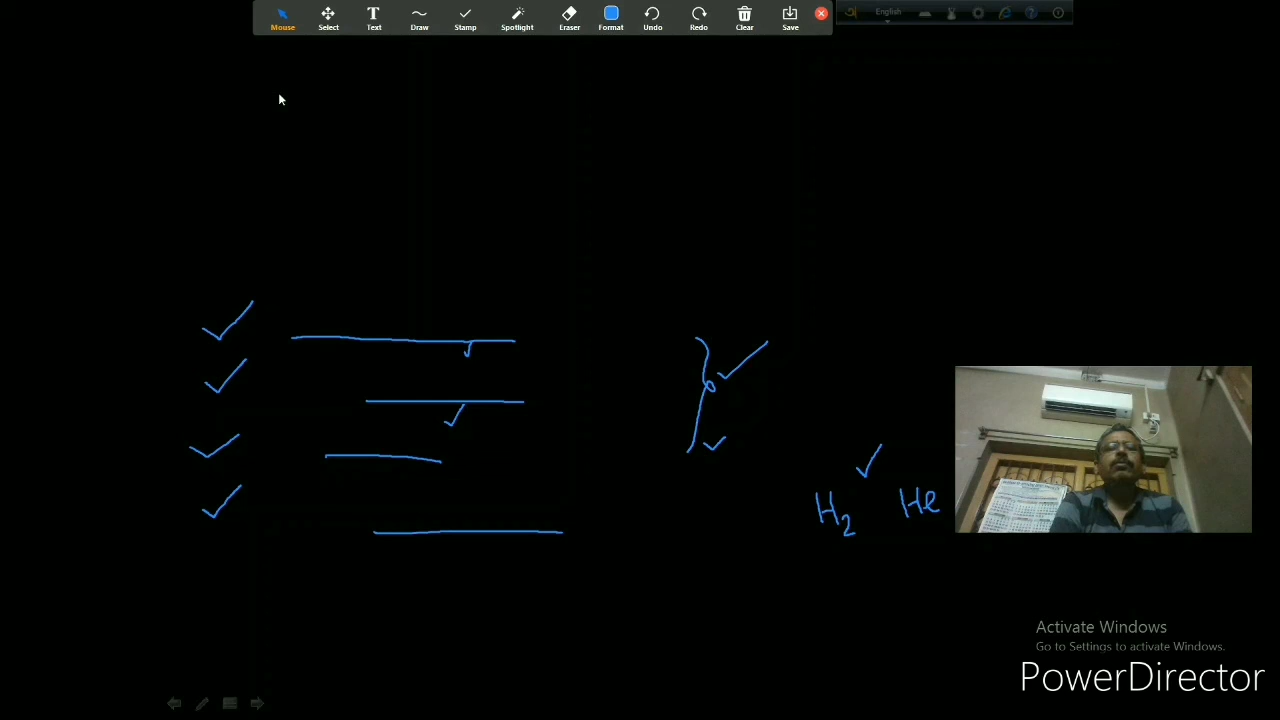 Mouse Select Text Draw Stamp Spotlight Eraser Format Undo Redo Clear Save
English
H2 He
Activate Windows
Go to Settings to activate Windows.
PowerDirector